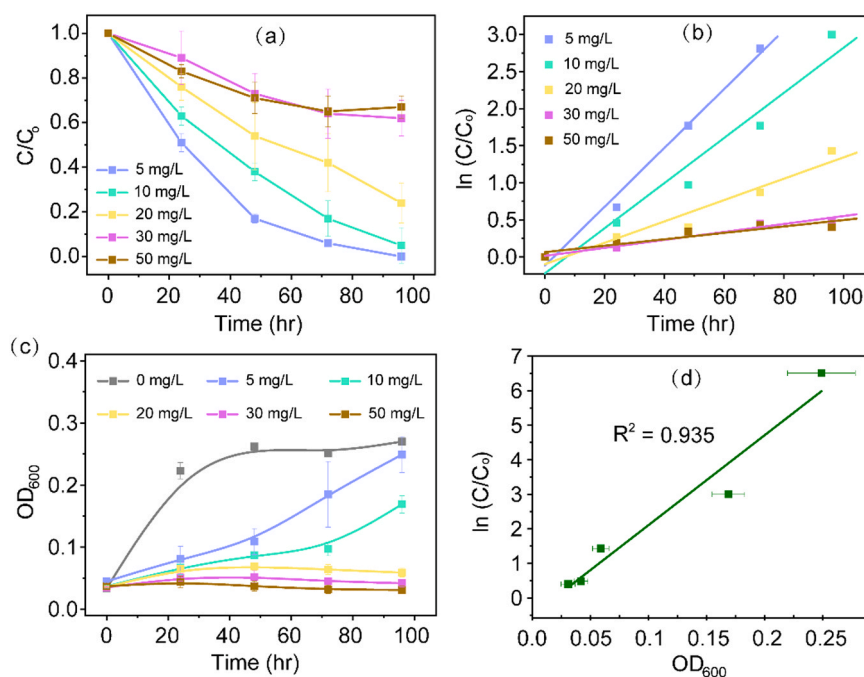 (a)
C/C₀
1.0
0.8
0.6
0.4
0.2
0.0
5 mg/L
10 mg/L
20 mg/L
30 mg/L
50 mg/L
0 20 40 60 80 100
Time (hr)
(b)
ln (C/C₀)
3.0
2.5
2.0
1.5
1.0
0.5
0.0
5 mg/L
10 mg/L
20 mg/L
30 mg/L
50 mg/L
0 20 40 60 80 100
Time (hr)
(c)
OD₆₀₀
0.4
0.3
0.2
0.1
0.0
0 mg/L 5 mg/L 10 mg/L
20 mg/L 30 mg/L 50 mg/L
0 20 40 60 80 100
Time (hr)
(d)
ln (C/C₀)
7
6
5
4
3
2
1
0
R² = 0.935
0.0 0.05 0.1 0.15 0.2 0.25
OD₆₀₀